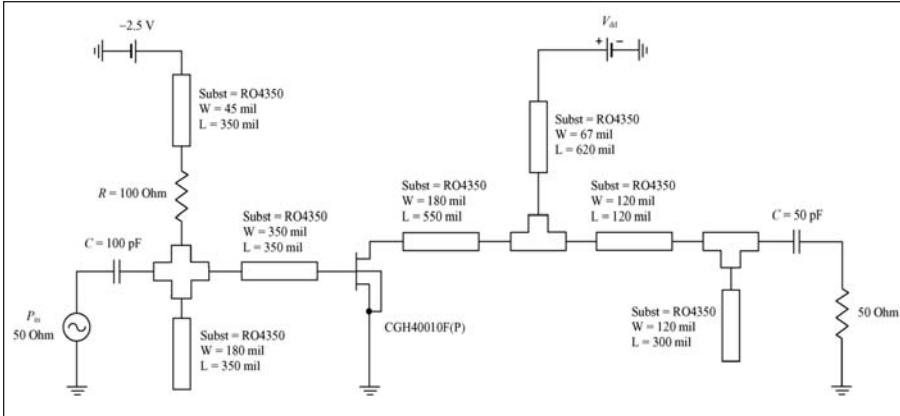 −2.5 V
Subst = RO4350
W = 45 mil
L = 350 mil
R = 100 Ohm
C = 100 pF
Subst = RO4350
W = 350 mil
L = 350 mil
Pin
50 Ohm
Subst = RO4350
W = 180 mil
L = 350 mil
CGH40010F(P)
Subst = RO4350
W = 180 mil
L = 550 mil
Vdd
+ −
Subst = RO4350
W = 67 mil
L = 620 mil
Subst = RO4350
W = 120 mil
L = 120 mil
C = 50 pF
Subst = RO4350
W = 120 mil
L = 300 mil
50 Ohm